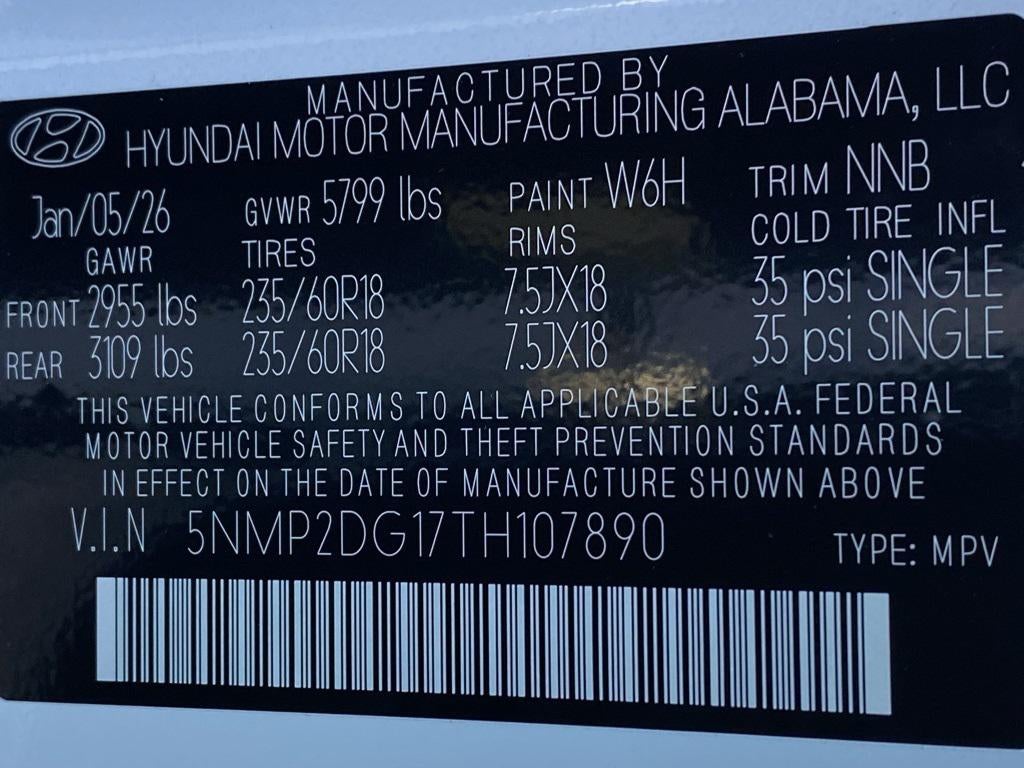 MANUFACTURED BY
HYUNDAI MOTOR MANUFACTURING ALABAMA, LLC
Jan/05/26 GVWR 5799 lbs PAINT W6H TRIM NNB
GAWR TIRES RIMS COLD TIRE INFL
FRONT 2955 lbs 235/60R18 7.5JX18 35 psi SINGLE
REAR 3109 lbs 235/60R18 7.5JX18 35 psi SINGLE
THIS VEHICLE CONFORMS TO ALL APPLICABLE U.S.A. FEDERAL
MOTOR VEHICLE SAFETY AND THEFT PREVENTION STANDARDS
IN EFFECT ON THE DATE OF MANUFACTURE SHOWN ABOVE
V.I.N 5NMP2DG17TH107890 TYPE: MPV